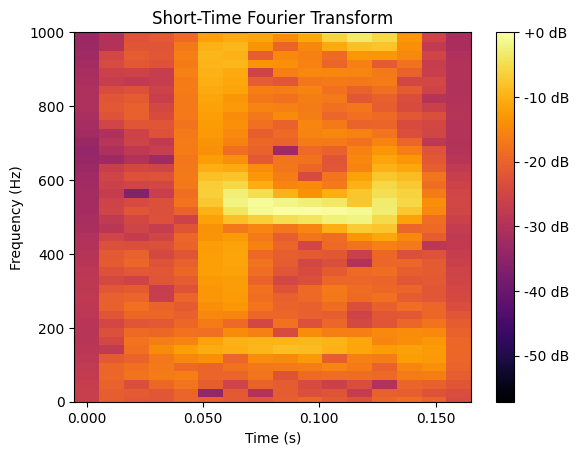 Short-Time Fourier Transform
1000
800
600
400
200
0
Frequency (Hz)
0.000
0.050
0.100
0.150
Time (s)
+0 dB
-10 dB
-20 dB
-30 dB
-40 dB
-50 dB